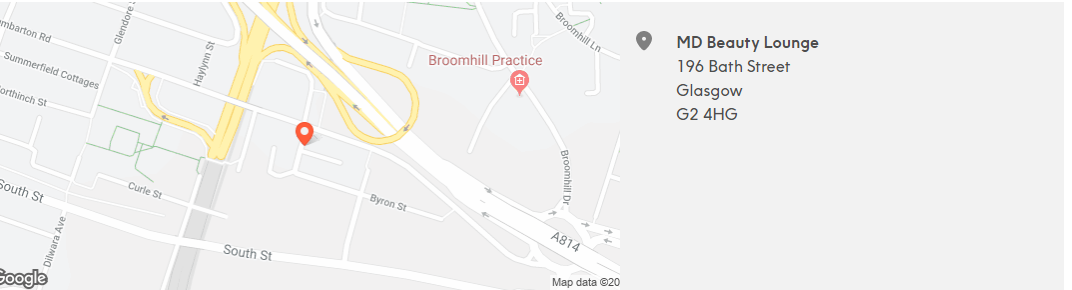 Broomhill Ln
Glendore
umbarton Rd
Haylynn St
Summerfield Cottages
Broomhill Practice
orthinch St
Broomhill Dr
Curle St
South St
Byron St
Dilwara Ave
South St
A814
Google
Map data ©20
MD Beauty Lounge
196 Bath Street
Glasgow
G2 4HG